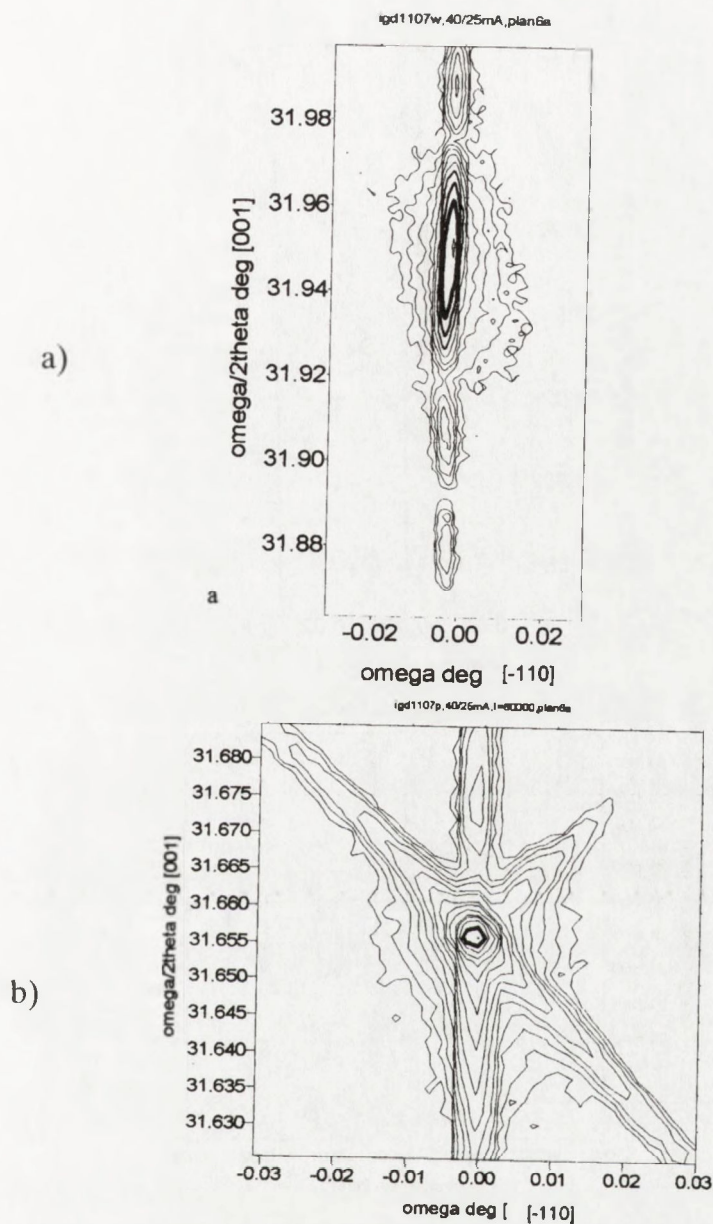 igd1107w,40/25mA,plan6a
31.98
31.96
31.94
31.92
31.90
31.88
omega/2theta deg [001]
a)
a
-0.02 0.00 0.02
omega deg [-110]
igd1107p,40/25mA,I=80000,plan6a
31.680
31.675
31.670
31.665
31.660
31.655
31.650
31.645
31.640
31.635
31.630
omega/2theta deg [001]
b)
-0.03 -0.02 -0.01 0.00 0.01 0.02 0.03
omega deg [ [-110]